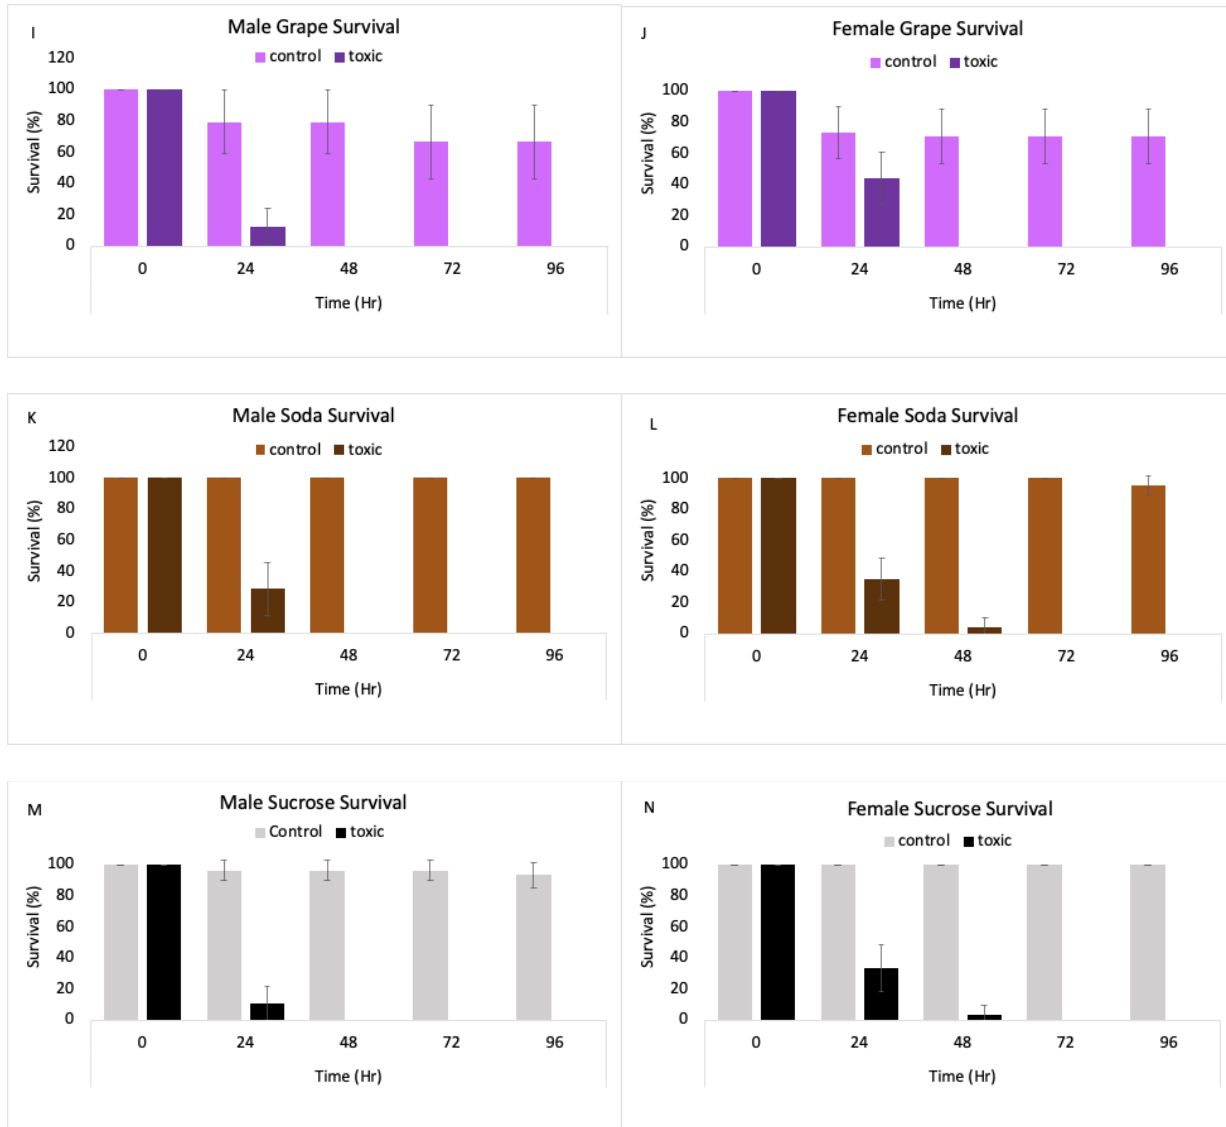 I
Male Grape Survival
control toxic
120
100
80
60
40
20
0
Survival (%)
0 24 48 72 96
Time (Hr)
J
Female Grape Survival
control toxic
100
80
60
40
20
0
Survival (%)
0 24 48 72 96
Time (Hr)
K
Male Soda Survival
control toxic
120
100
80
60
40
20
0
Survival (%)
0 24 48 72 96
Time (Hr)
L
Female Soda Survival
control toxic
100
80
60
40
20
0
Survival (%)
0 24 48 72 96
Time (Hr)
M
Male Sucrose Survival
Control toxic
100
80
60
40
20
0
Survival (%)
0 24 48 72 96
Time (Hr)
N
Female Sucrose Survival
control toxic
100
80
60
40
20
0
Survival (%)
0 24 48 72 96
Time (Hr)